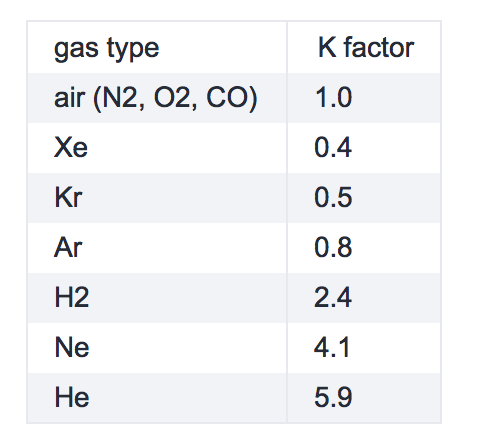 gas type K factor
air (N2, O2, CO) 1.0
Xe 0.4
Kr 0.5
Ar 0.8
H2 2.4
Ne 4.1
He 5.9